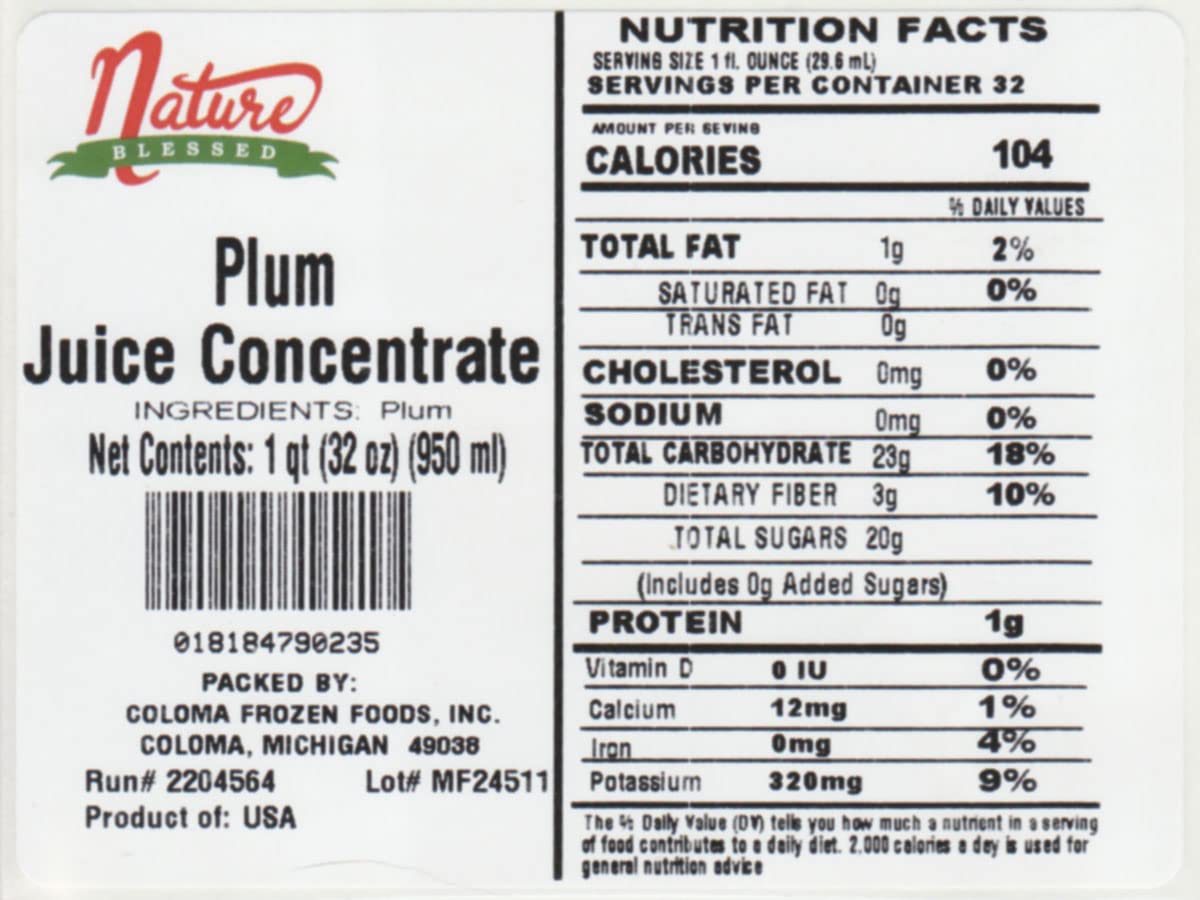 Nature
BLESSED
Plum
Juice Concentrate
INGREDIENTS: Plum
Net Contents: 1 qt (32 oz) (950 ml)
018184790235
PACKED BY:
COLOMA FROZEN FOODS, INC.
COLOMA, MICHIGAN 49038
Run# 2204564 Lot# MF24511
Product of: USA
NUTRITION FACTS
SERVING SIZE 1 fl. OUNCE (29.6 mL)
SERVINGS PER CONTAINER 32
AMOUNT PER SEVING
CALORIES 104
% DAILY VALUES
TOTAL FAT 1g 2%
SATURATED FAT 0g 0%
TRANS FAT 0g
CHOLESTEROL 0mg 0%
SODIUM 0mg 0%
TOTAL CARBOHYDRATE 23g 18%
DIETARY FIBER 3g 10%
TOTAL SUGARS 20g
(Includes 0g Added Sugars)
PROTEIN 1g
Vitamin D 0 IU 0%
Calcium 12mg 1%
Iron 0mg 4%
Potassium 320mg 9%
The % Daily Value (DV) tells you how much a nutrient in a serving
of food contributes to a daily diet. 2,000 calories a day is used for
general nutrition advice